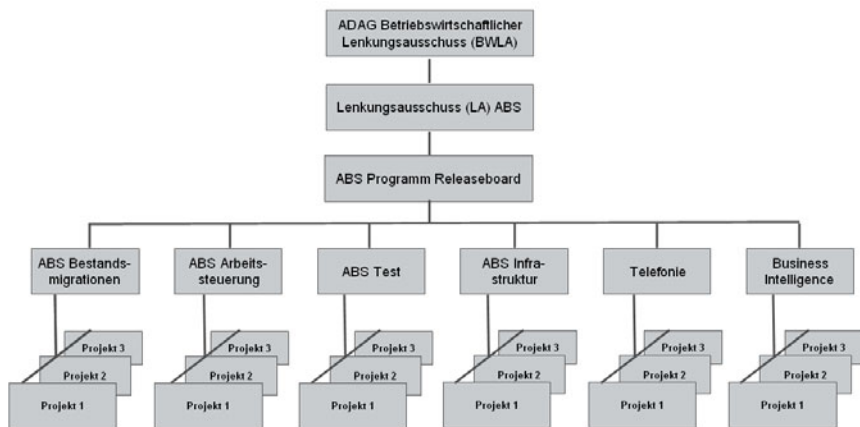 ADAG Betriebswirtschaftlicher
Lenkungsausschuss (BWLA)
Lenkungsausschuss (LA) ABS
ABS Programm Releaseboard
ABS Bestands-
migrationen
ABS Arbeits-
steuerung
ABS Test
ABS Infra-
struktur
Telefonie
Business
Intelligence
Projekt 3
Projekt 2
Projekt 1
Projekt 3
Projekt 2
Projekt 1
Projekt 3
Projekt 2
Projekt 1
Projekt 3
Projekt 2
Projekt 1
Projekt 3
Projekt 2
Projekt 1
Projekt 3
Projekt 2
Projekt 1